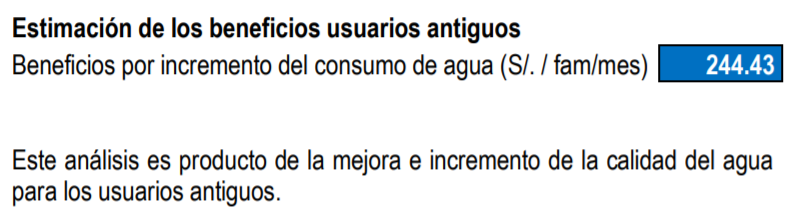 Estimación de los beneficios usuarios antiguos
Beneficios por incremento del consumo de agua (S/. / fam/mes) 244.43
Este análisis es producto de la mejora e incremento de la calidad del agua
para los usuarios antiguos.